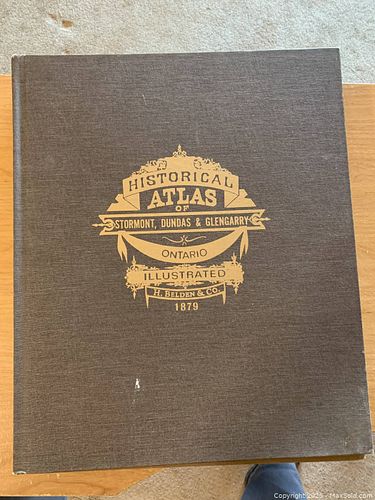 HISTORICAL
ATLAS
OF
STORMONT, DUNDAS & GLENGARRY
ONTARIO
ILLUSTRATED
H. BELDEN & CO.
1879
Copyright 2025 - MaxSold.com